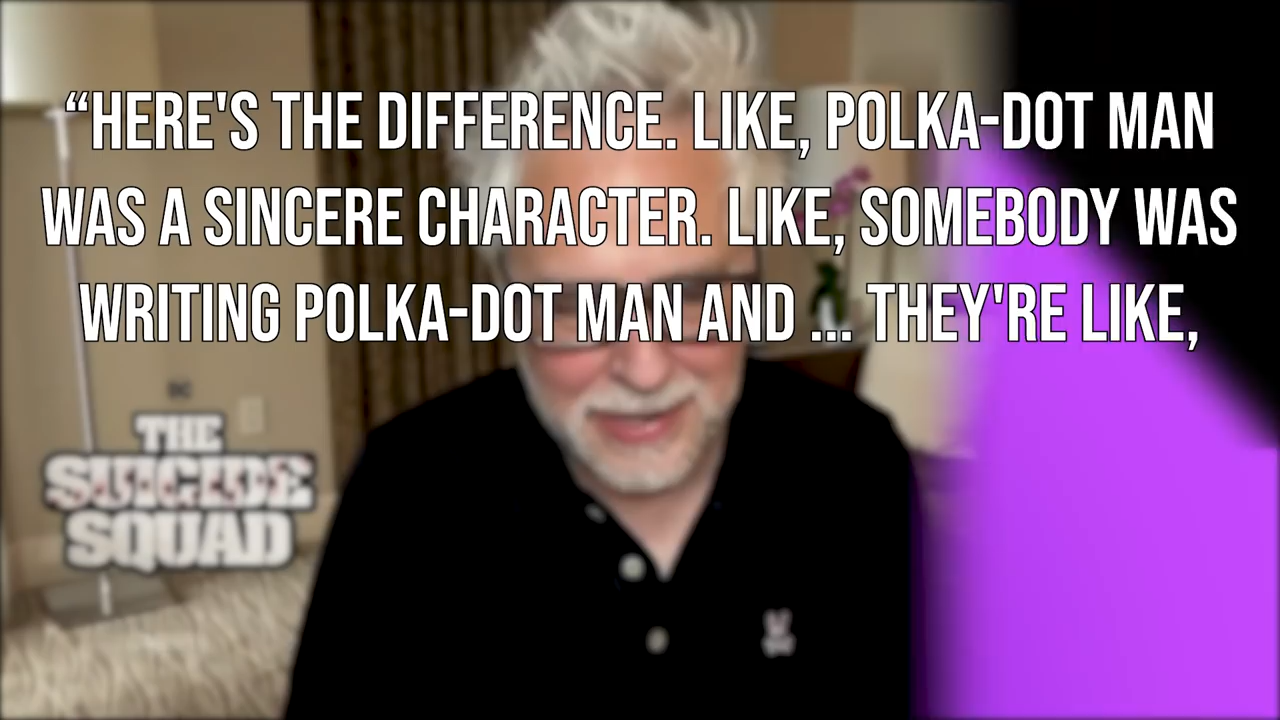 “HERE'S THE DIFFERENCE. LIKE, POLKA-DOT MAN
WAS A SINCERE CHARACTER. LIKE, SOMEBODY WAS
WRITING POLKA-DOT MAN AND ... THEY'RE LIKE,
DC
THE
SUICIDE
SQUAD